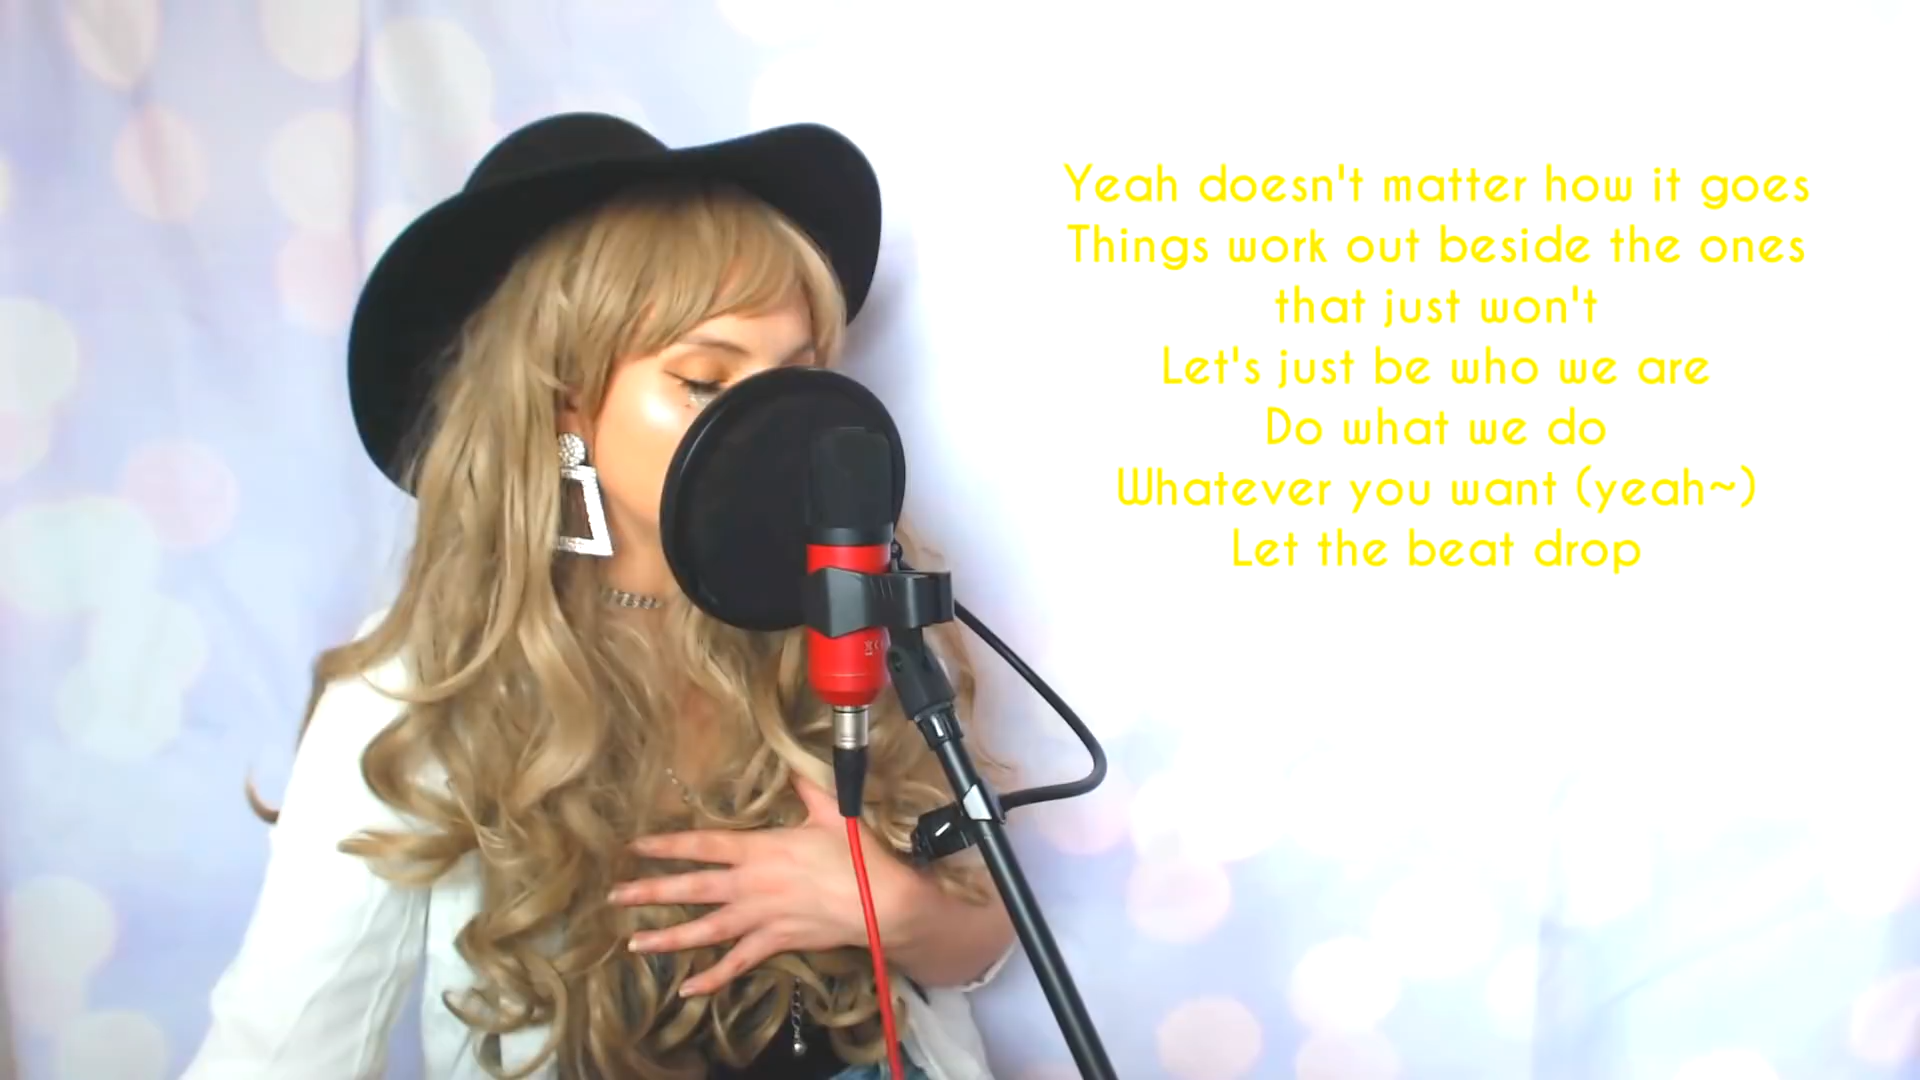 Yeah doesn't matter how it goes
Things work out beside the ones
that just won't
Let's just be who we are
Do what we do
Whatever you want (yeah~)
Let the beat drop